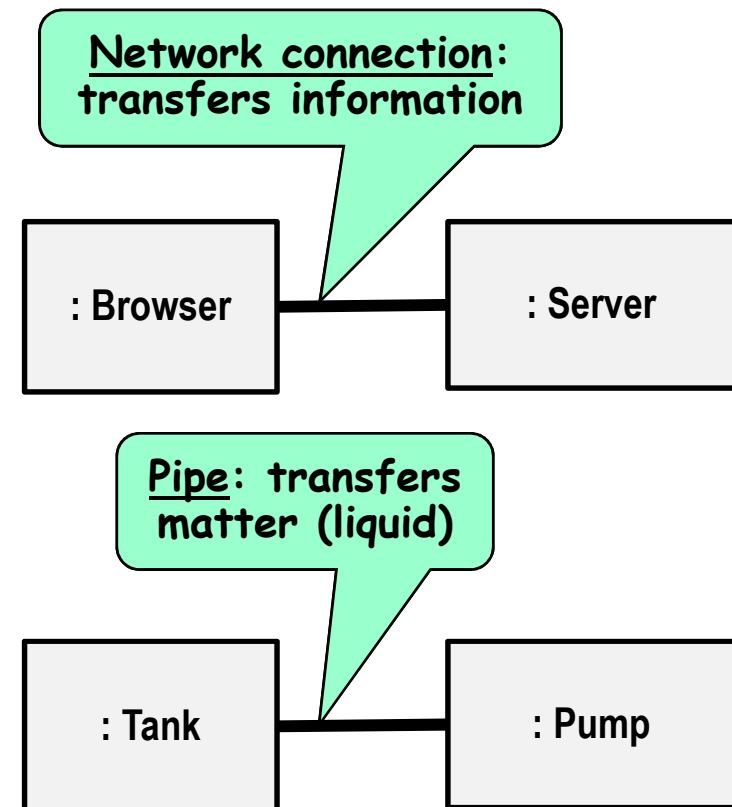 Network connection:
transfers information
: Browser
: Server
Pipe: transfers
matter (liquid)
: Tank
: Pump